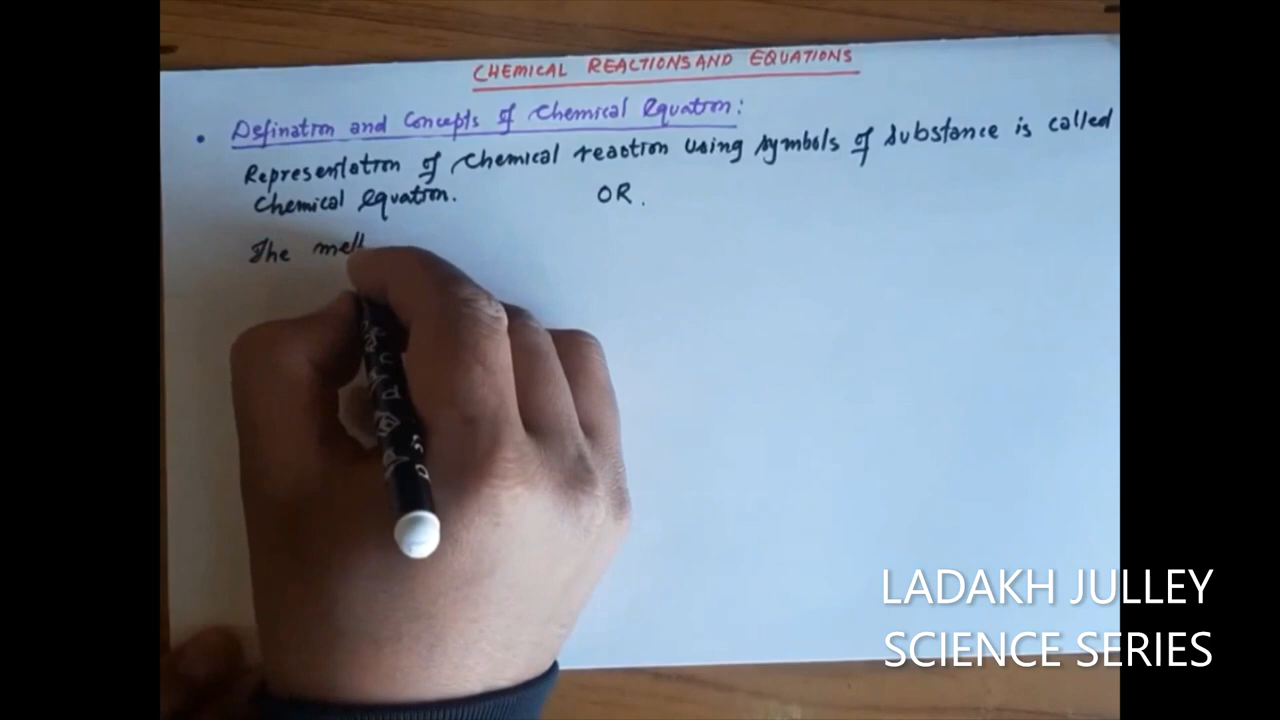 CHEMICAL REACTIONS AND EQUATIONS
• Defination and Concepts of Chemical Equation:
Representation of Chemical reaction using symbols of substance is called
Chemical Equation. OR.
The
LADAKH JULLEY
SCIENCE SERIES